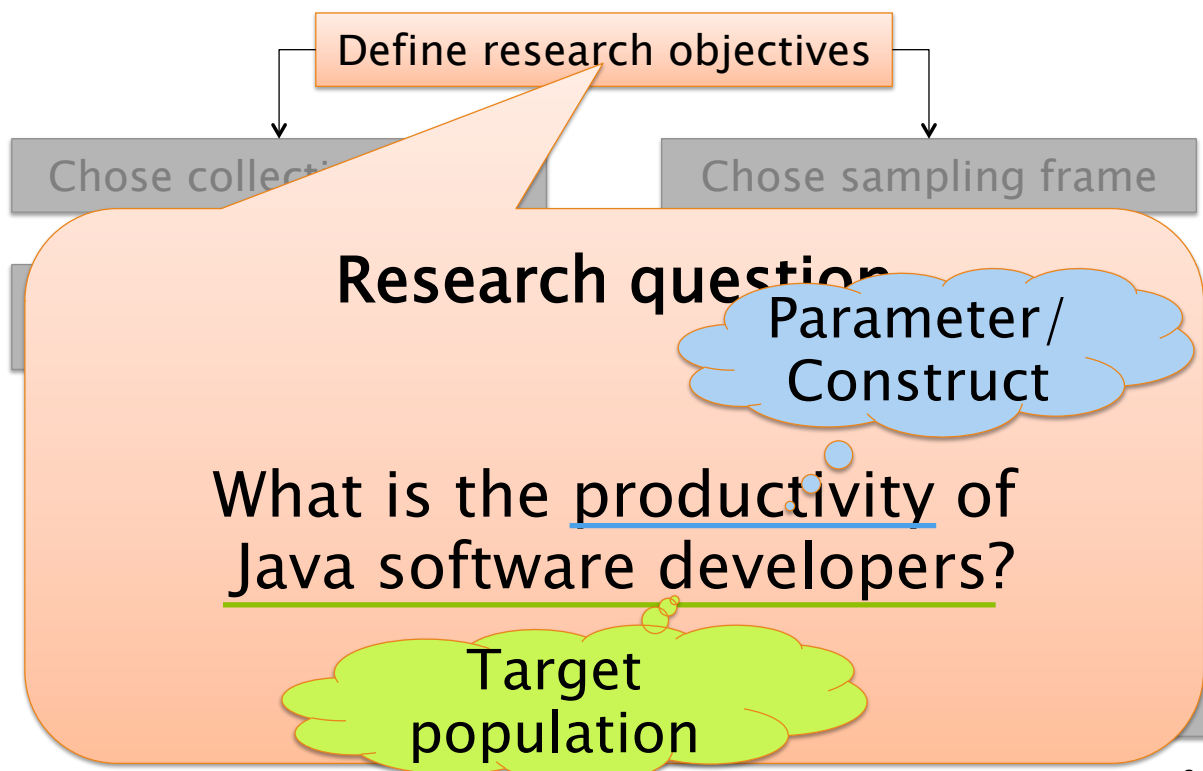 Define research objectives
Chose collecti
Chose sampling frame
Research question
Parameter/
Construct
What is the productivity of
Java software developers?
Target
population